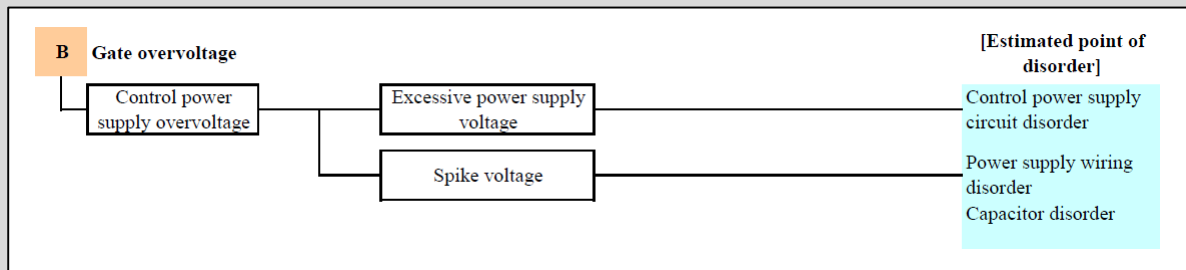 B Gate overvoltage
[Estimated point of
disorder]
Control power
supply overvoltage
Excessive power supply
voltage
Control power supply
circuit disorder
Spike voltage
Power supply wiring
disorder
Capacitor disorder